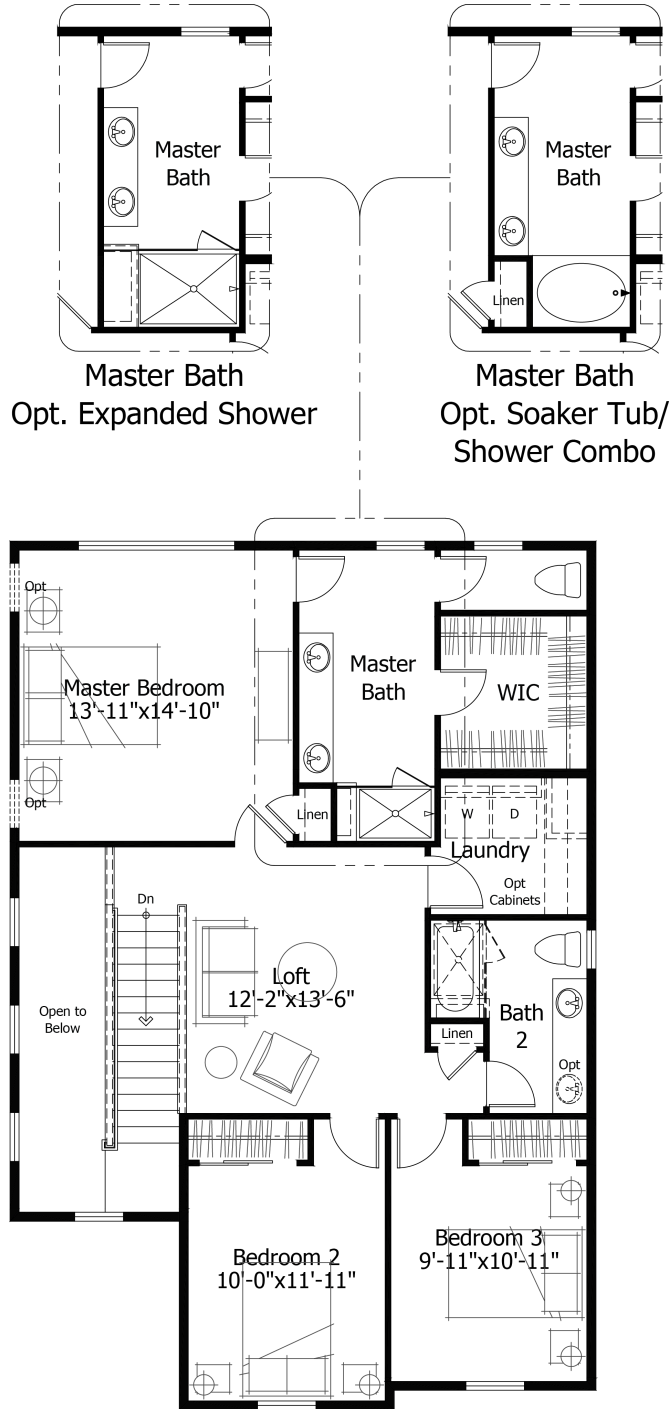 Master
Bath
Master
Bath
Linen
Master Bath
Opt. Expanded Shower
Master Bath
Opt. Soaker Tub/
Shower Combo
Opt
Master Bedroom
13'-11"x14'-10"
Opt
Master
Bath
WIC
Linen
W
D
Laundry
Opt
Cabinets
Dn
Open to
Below
Loft
12'-2"x13'-6"
Bath
2
Linen
Opt
Bedroom 2
10'-0"x11'-11"
Bedroom 3
9'-11"x10'-11"